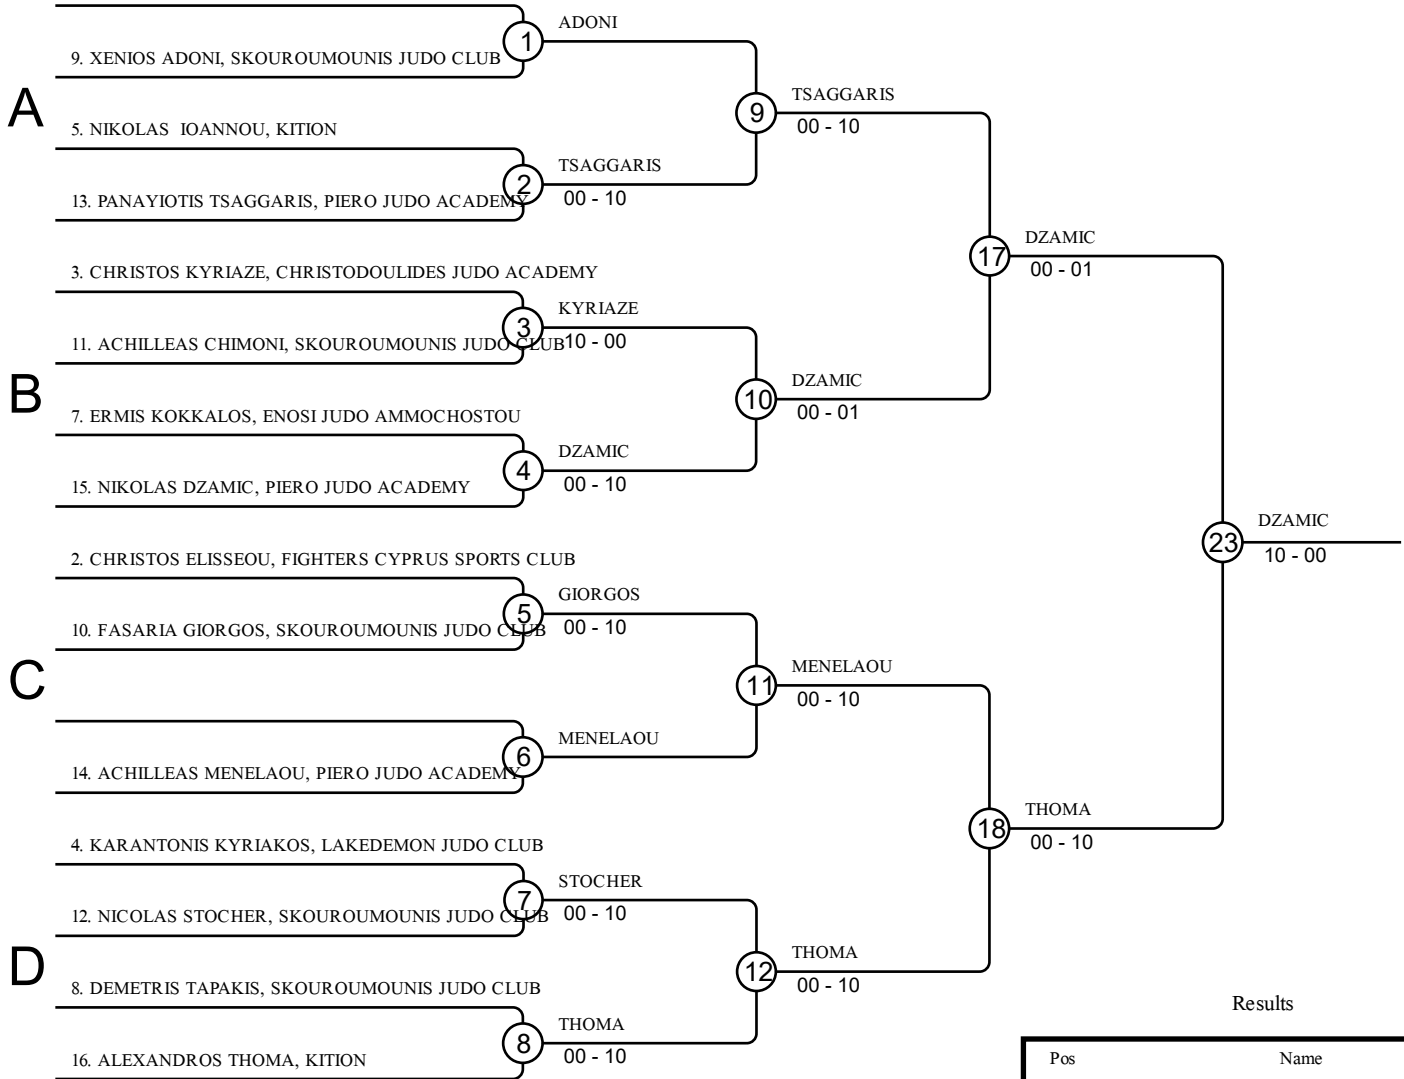 ADONI
1
9. XENIOS ADONI, SKOUROUMOUNIS JUDO CLUB
A
TSAGGARIS
9
00 - 10
5. NIKOLAS  IOANNOU, KITION
TSAGGARIS
2
00 - 10
13. PANAYIOTIS TSAGGARIS, PIERO JUDO ACADEMY
DZAMIC
17
00 - 01
3. CHRISTOS KYRIAZE, CHRISTODOULIDES JUDO ACADEMY
KYRIAZE
3
10 - 00
11. ACHILLEAS CHIMONI, SKOUROUMOUNIS JUDO CLUB
B
DZAMIC
10
00 - 01
7. ERMIS KOKKALOS, ENOSI JUDO AMMOCHOSTOU
DZAMIC
4
00 - 10
15. NIKOLAS DZAMIC, PIERO JUDO ACADEMY
DZAMIC
23
10 - 00
2. CHRISTOS ELISSEOU, FIGHTERS CYPRUS SPORTS CLUB
GIORGOS
5
00 - 10
10. FASARIA GIORGOS, SKOUROUMOUNIS JUDO CLUB
C
MENELAOU
11
00 - 10
MENELAOU
6
14. ACHILLEAS MENELAOU, PIERO JUDO ACADEMY
THOMA
18
00 - 10
4. KARANTONIS KYRIAKOS, LAKEDEMON JUDO CLUB
STOCHER
7
00 - 10
12. NICOLAS STOCHER, SKOUROUMOUNIS JUDO CLUB
D
THOMA
12
00 - 10
8. DEMETRIS TAPAKIS, SKOUROUMOUNIS JUDO CLUB
THOMA
8
00 - 10
16. ALEXANDROS THOMA, KITION
Results
Pos Name